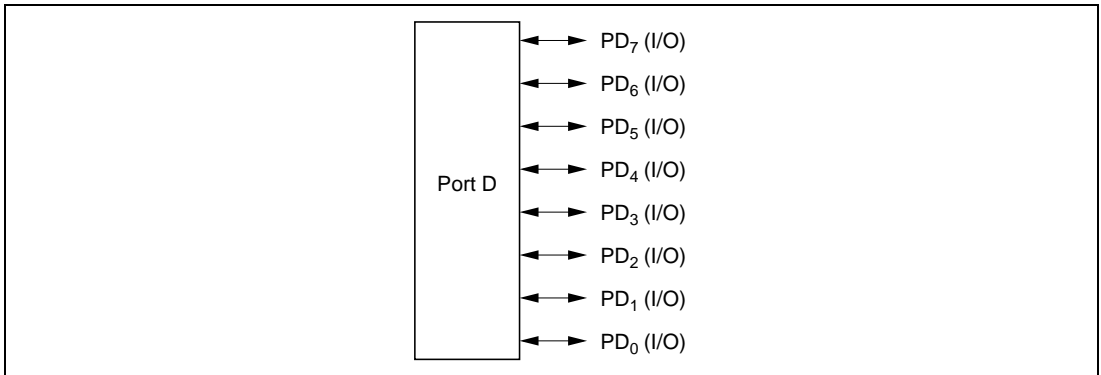 PD7 (I/O)
PD6 (I/O)
PD5 (I/O)
PD4 (I/O)
Port D
PD3 (I/O)
PD2 (I/O)
PD1 (I/O)
PD0 (I/O)